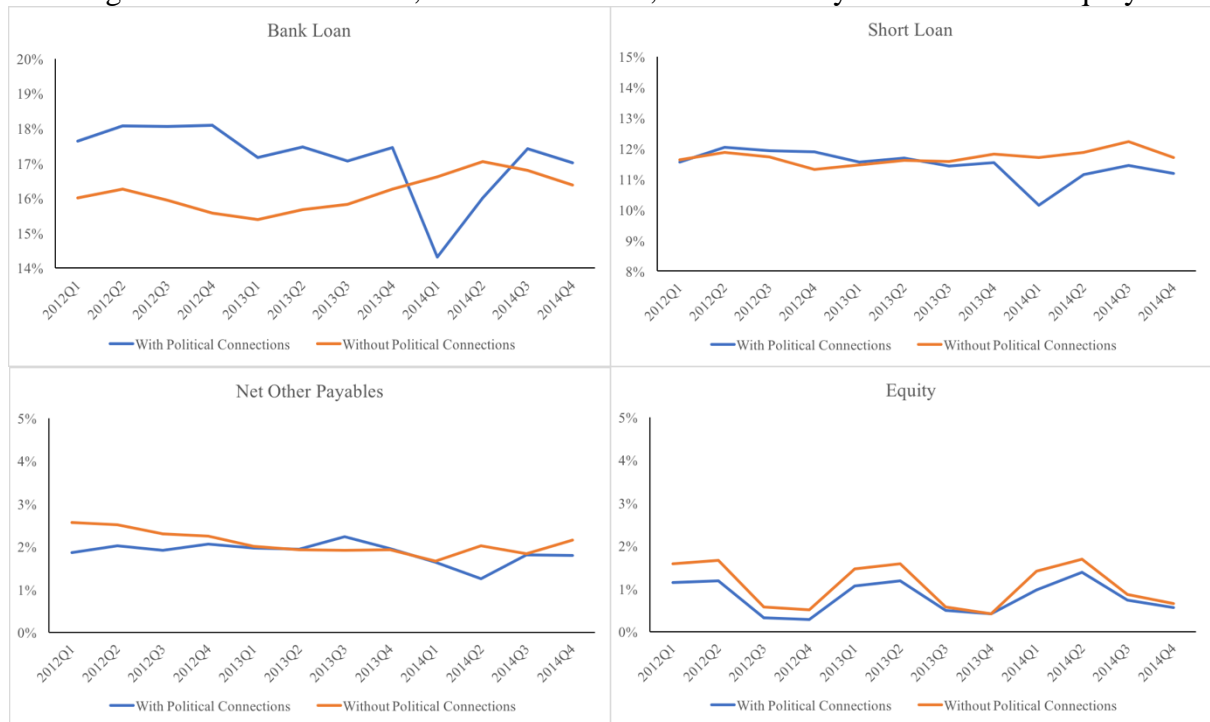 Bank Loan
20%
19%
18%
17%
16%
15%
14%
2012Q1 2012Q2 2012Q3 2012Q4 2013Q1 2013Q2 2013Q3 2013Q4 2014Q1 2014Q2 2014Q3 2014Q4
With Political Connections Without Political Connections
Short Loan
15%
14%
13%
12%
11%
10%
9%
8%
2012Q1 2012Q2 2012Q3 2012Q4 2013Q1 2013Q2 2013Q3 2013Q4 2014Q1 2014Q2 2014Q3 2014Q4
With Political Connections Without Political Connections
Net Other Payables
5%
4%
3%
2%
1%
0%
2012Q1 2012Q2 2012Q3 2012Q4 2013Q1 2013Q2 2013Q3 2013Q4 2014Q1 2014Q2 2014Q3 2014Q4
With Political Connections Without Political Connections
Equity
5%
4%
3%
2%
1%
0%
2012Q1 2012Q2 2012Q3 2012Q4 2013Q1 2013Q2 2013Q3 2013Q4 2014Q1 2014Q2 2014Q3 2014Q4
With Political Connections Without Political Connections